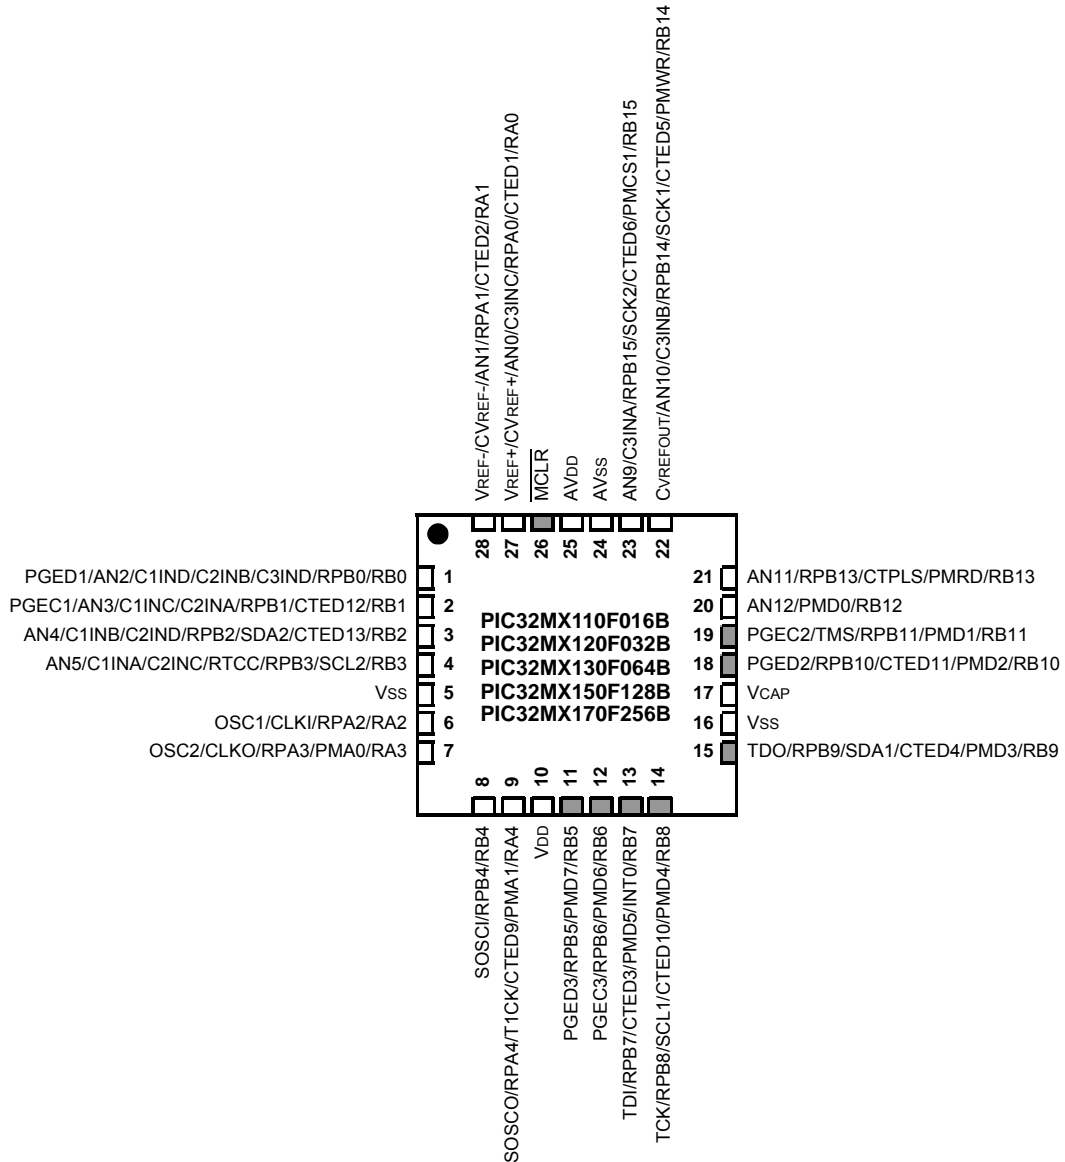 VREF-/CVREF-/AN1/RPA1/CTED2/RA1
VREF+/CVREF+/AN0/C3INC/RPA0/CTED1/RA0
MCLR
AVDD
AVSS
AN9/C3INA/RPB15/SCK2/CTED6/PMCS1/RB15
CVREFOUT/AN10/C3INB/RPB14/SCK1/CTED5/PMWR/RB14
28
27
26
25
24
23
22
PGED1/AN2/C1IND/C2INB/C3IND/RPB0/RB0 1
PGEC1/AN3/C1INC/C2INA/RPB1/CTED12/RB1 2
AN4/C1INB/C2IND/RPB2/SDA2/CTED13/RB2 3
AN5/C1INA/C2INC/RTCC/RPB3/SCL2/RB3 4
VSS 5
OSC1/CLKI/RPA2/RA2 6
OSC2/CLKO/RPA3/PMA0/RA3 7
PIC32MX110F016B
PIC32MX120F032B
PIC32MX130F064B
PIC32MX150F128B
PIC32MX170F256B
21 AN11/RPB13/CTPLS/PMRD/RB13
20 AN12/PMD0/RB12
19 PGEC2/TMS/RPB11/PMD1/RB11
18 PGED2/RPB10/CTED11/PMD2/RB10
17 VCAP
16 VSS
15 TDO/RPB9/SDA1/CTED4/PMD3/RB9
8
9
10
11
12
13
14
SOSCI/RPB4/RB4
SOSCO/RPA4/T1CK/CTED9/PMA1/RA4
VDD
PGED3/RPB5/PMD7/RB5
PGEC3/RPB6/PMD6/RB6
TDI/RPB7/CTED3/PMD5/INT0/RB7
TCK/RPB8/SCL1/CTED10/PMD4/RB8